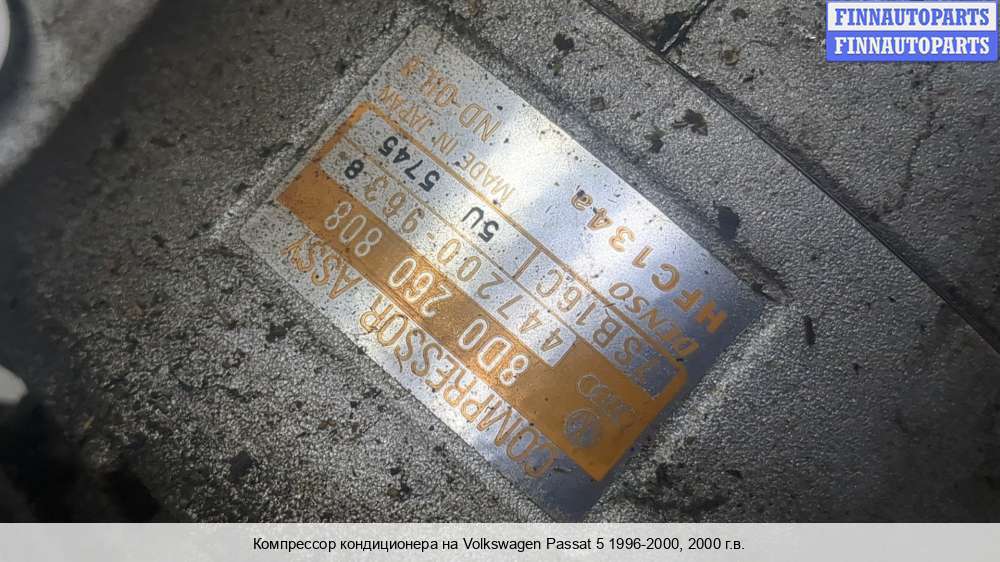 FINNAUTOPARTS
FINNAUTOPARTS
COMPRESSOR ASSY
8D0 260 808
447200 963 8
7SB16C 5U 5745
DENSO MADE IN JAPAN
HFC134a ND-OIL 8
Компрессор кондиционера на Volkswagen Passat 5 1996-2000, 2000 г.в.